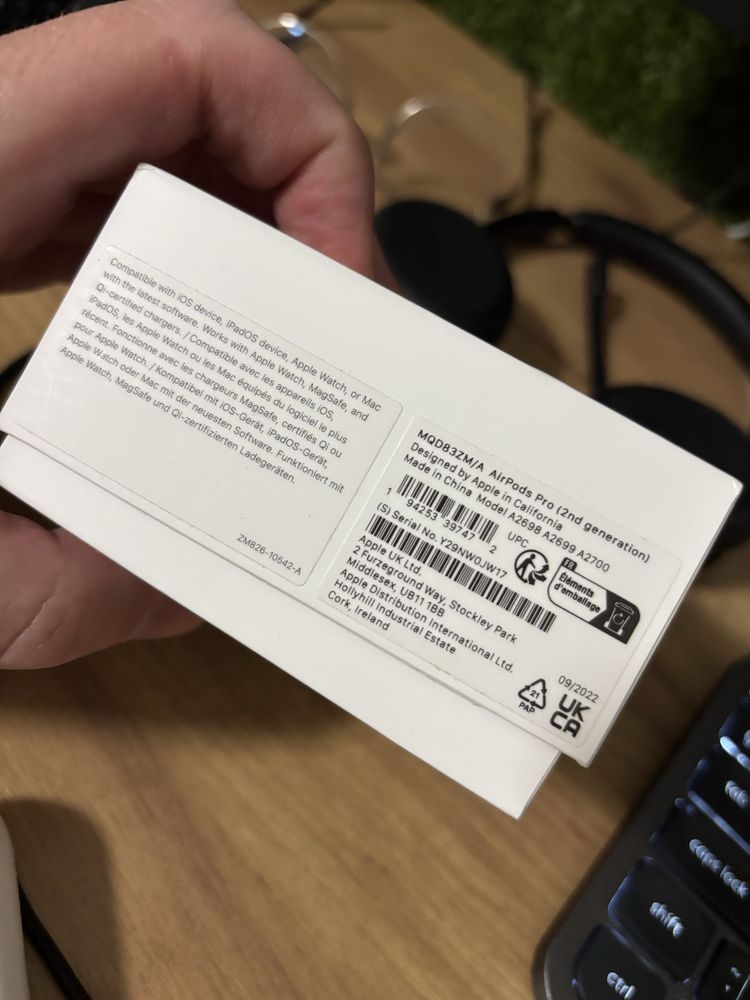 Compatible with iOS device, iPadOS device, Apple Watch, or Mac
with the latest software. Works with Apple Watch, MagSafe, and
Qi-certified chargers. / Compatible avec les appareils iOS,
iPadOS, les Apple Watch ou les Mac équipés du logiciel le plus
récent. Fonctionne avec les chargeurs MagSafe, certifiés Qi ou
pour Apple Watch. / Kompatibel mit iOS-Gerät, iPadOS-Gerät,
Apple Watch oder Mac mit der neuesten Software. Funktioniert mit
Apple Watch, MagSafe und Qi-zertifizierten Ladegeräten.
ZM826-10542-A
MQD83ZM/A AirPods Pro (2nd generation)
Designed by Apple in California
Made in China Model A2698 A2699 A2700
1 94253 39747 2 UPC
(S) Serial No. Y29NW0JW17
FR
Éléments
d'emballage
Apple UK Ltd.
2 Furzeground Way, Stockley Park
Middlesex, UB11 1BB
Apple Distribution International Ltd.
Hollyhill Industrial Estate
Cork, Ireland
09/2022
21
PAP
UK
CA
caps lock
shift
ctrl